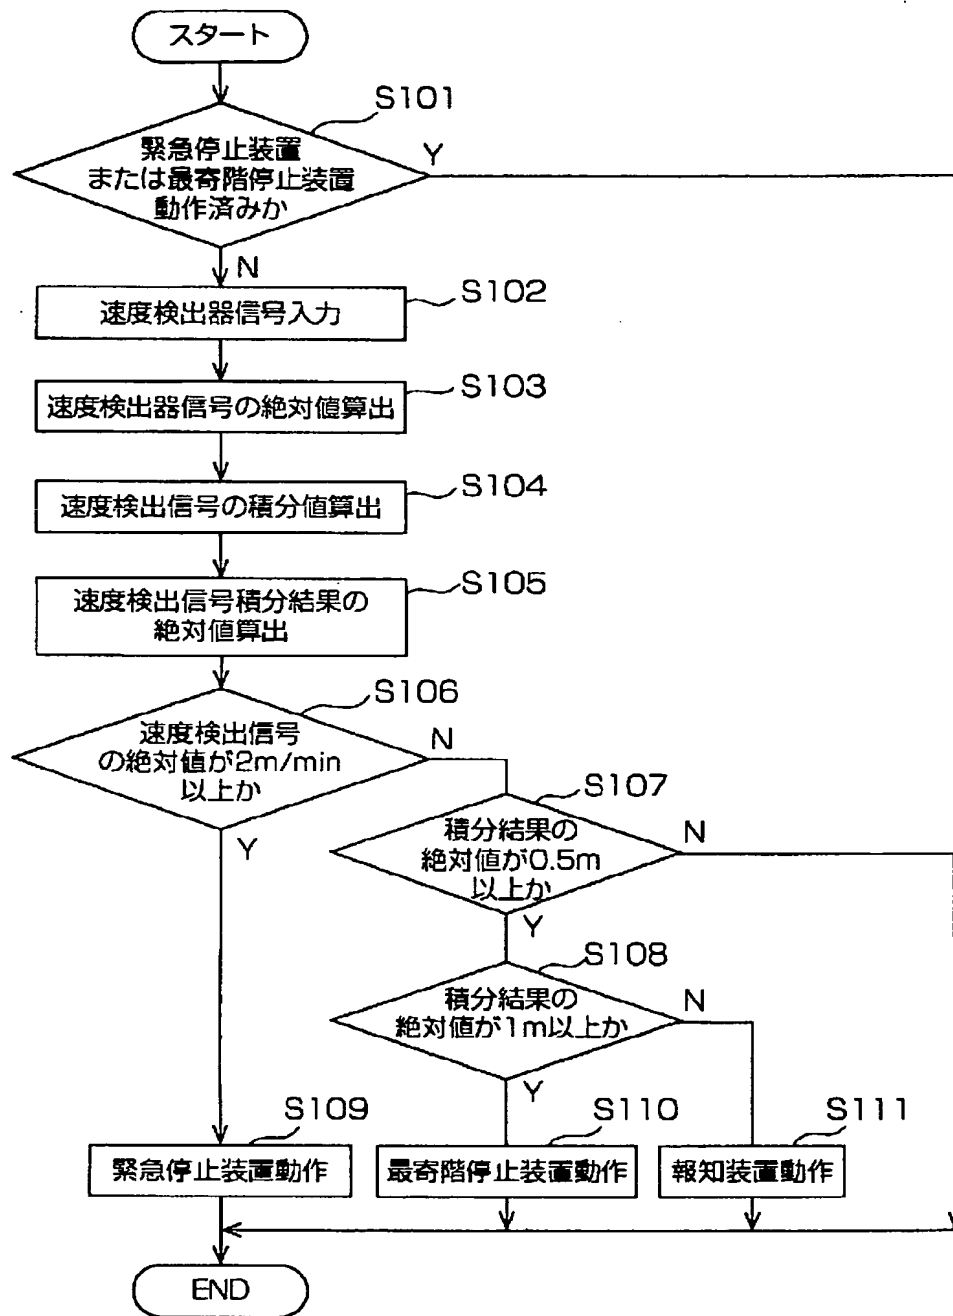 スタート
S101
緊急停止装置
または最寄階停止装置
動作済みか
Y
N
S102
速度検出器信号入力
S103
速度検出器信号の絶対値算出
S104
速度検出信号の積分値算出
S105
速度検出信号積分結果の
絶対値算出
S106
速度検出信号
の絶対値が2m/min
以上か
N
Y
S107
積分結果の
絶対値が0.5m
以上か
N
Y
S108
積分結果の
絶対値が1m以上か
N
Y
S109
緊急停止装置動作
S110
最寄階停止装置動作
S111
報知装置動作
END